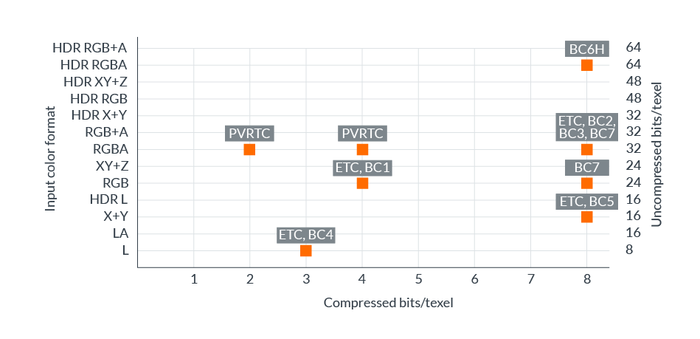 HDR RGB+A BC6H 64
HDR RGBA 64
HDR XY+Z 48
HDR RGB 48
HDR X+Y ETC, BC2, 32
RGB+A PVRTC PVRTC BC3, BC7 32
RGBA 32
XY+Z ETC, BC1 BC7 24
RGB 24
HDR L ETC, BC5 16
X+Y 16
LA ETC, BC4 16
L 8
1 2 3 4 5 6 7 8
Compressed bits/texel
Input color format
Uncompressed bits/texel